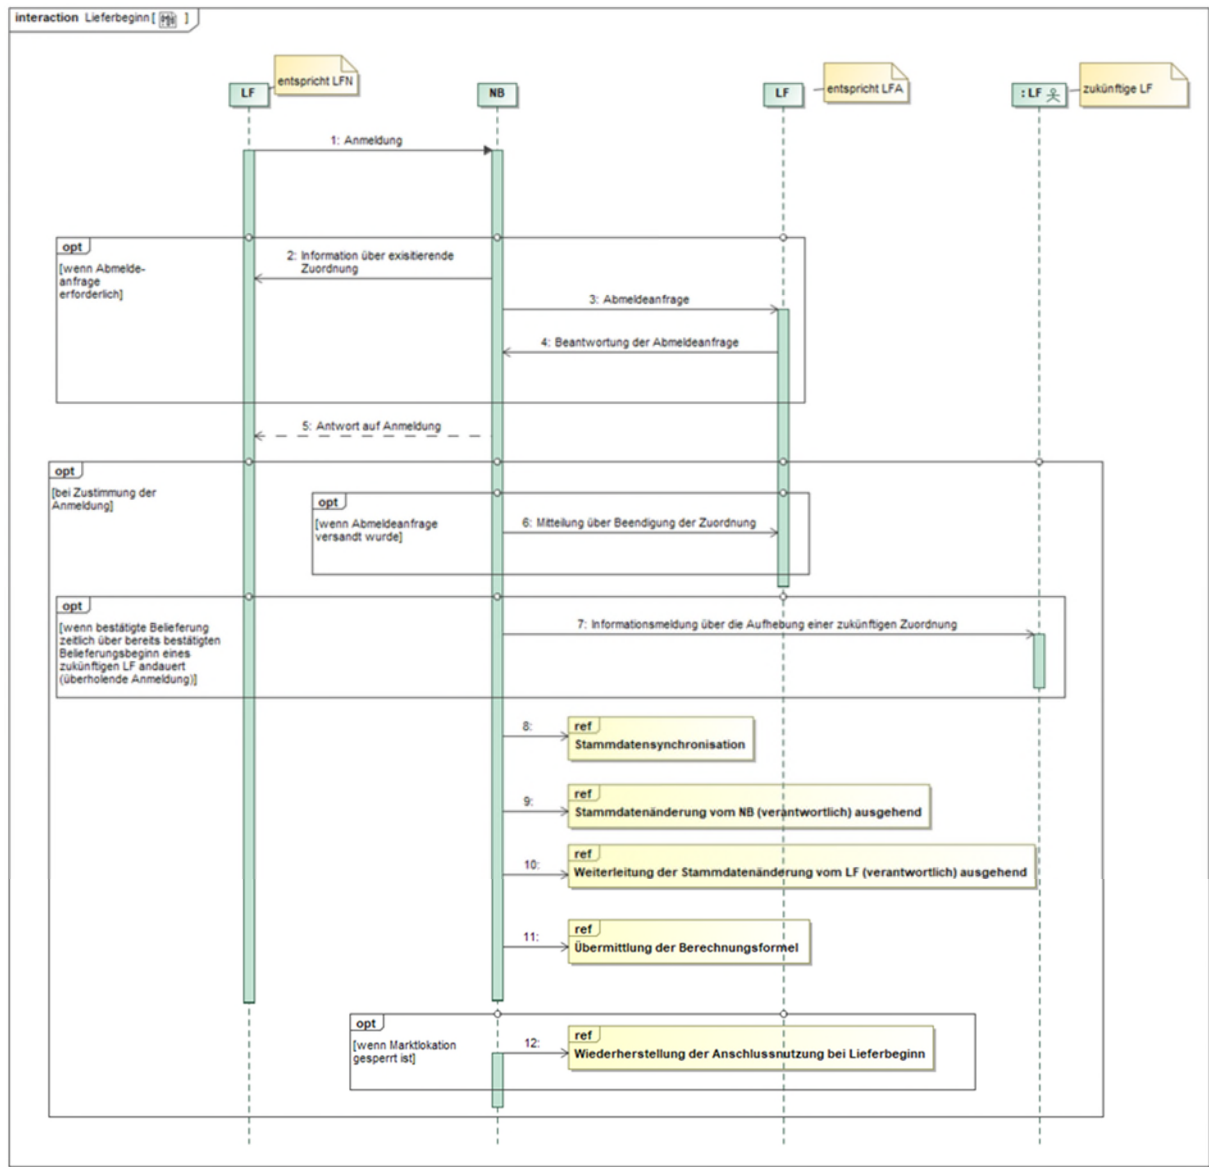 interaction Lieferbeginn [ ]
entspricht LFN
LF
NB
LF
entspricht LFA
: LF
zukünftige LF
1: Anmeldung
opt
[wenn Abmelde-
anfrage
erforderlich]
2: Information über exisitierende
Zuordnung
3: Abmeldeanfrage
4: Beantwortung der Abmeldeanfrage
5: Antwort auf Anmeldung
opt
[bei Zustimmung der
Anmeldung]
opt
[wenn Abmeldeanfrage
versandt wurde]
6: Mitteilung über Beendigung der Zuordnung
opt
[wenn bestätigte Belieferung
zeitlich über bereits bestätigten
Belieferungsbeginn eines
zukünftigen LF andauert
(überholende Anmeldung)]
7: Informationsmeldung über die Aufhebung einer zukünftigen Zuordnung
8:
ref
Stammdatensynchronisation
9:
ref
Stammdatenänderung vom NB (verantwortlich) ausgehend
10:
ref
Weiterleitung der Stammdatenänderung vom LF (verantwortlich) ausgehend
11:
ref
Übermittlung der Berechnungsformel
opt
[wenn Marktlokation
gesperrt ist]
12:
ref
Wiederherstellung der Anschlussnutzung bei Lieferbeginn